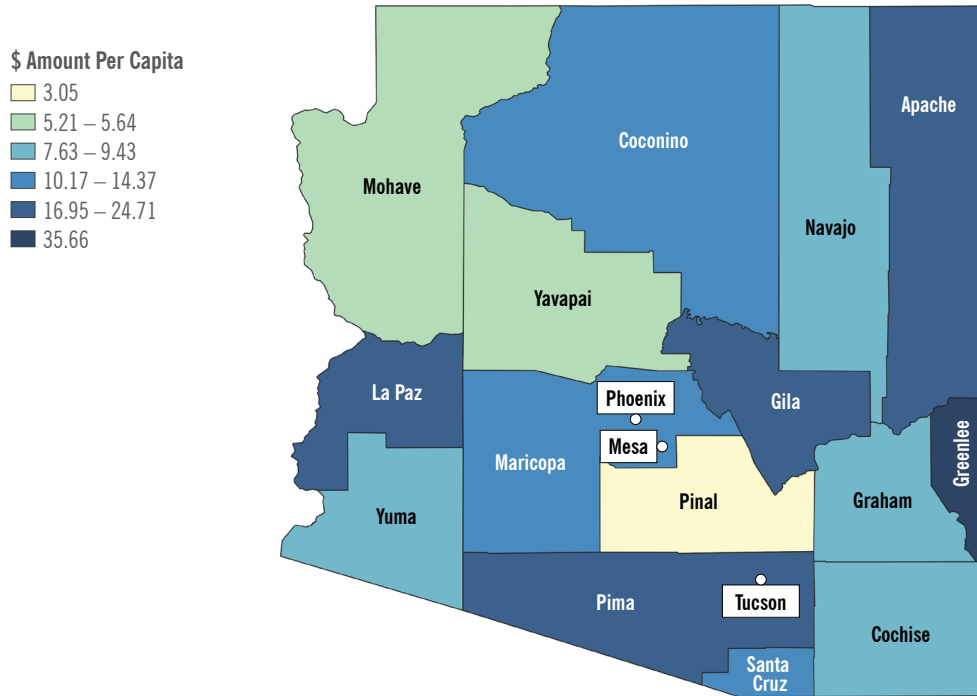 $ Amount Per Capita
3.05
5.21 – 5.64
7.63 – 9.43
10.17 – 14.37
16.95 – 24.71
35.66
Apache
Coconino
Mohave
Navajo
Yavapai
La Paz
Phoenix
Gila
Mesa
Maricopa
Greenlee
Pinal
Graham
Yuma
Pima
Tucson
Cochise
Santa
Cruz